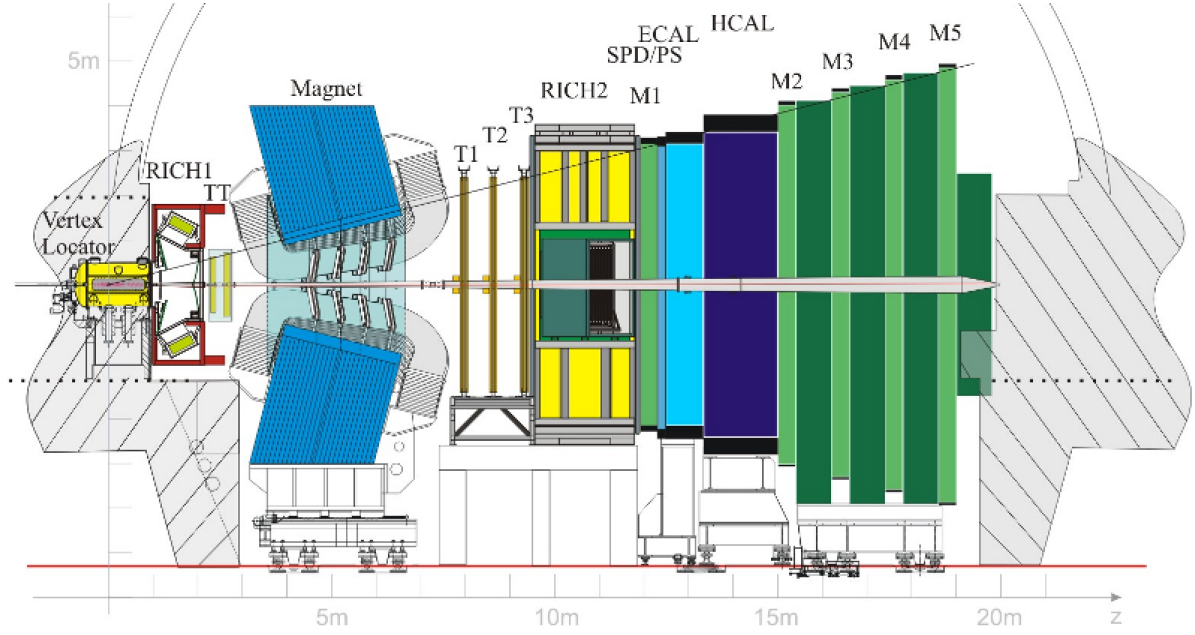 5m
Magnet
RICH1
TT
Vertex
Locator
T1
T2
T3
RICH2
SPD/PS
ECAL
HCAL
M1
M2
M3
M4
M5
5m
10m
15m
20m
z